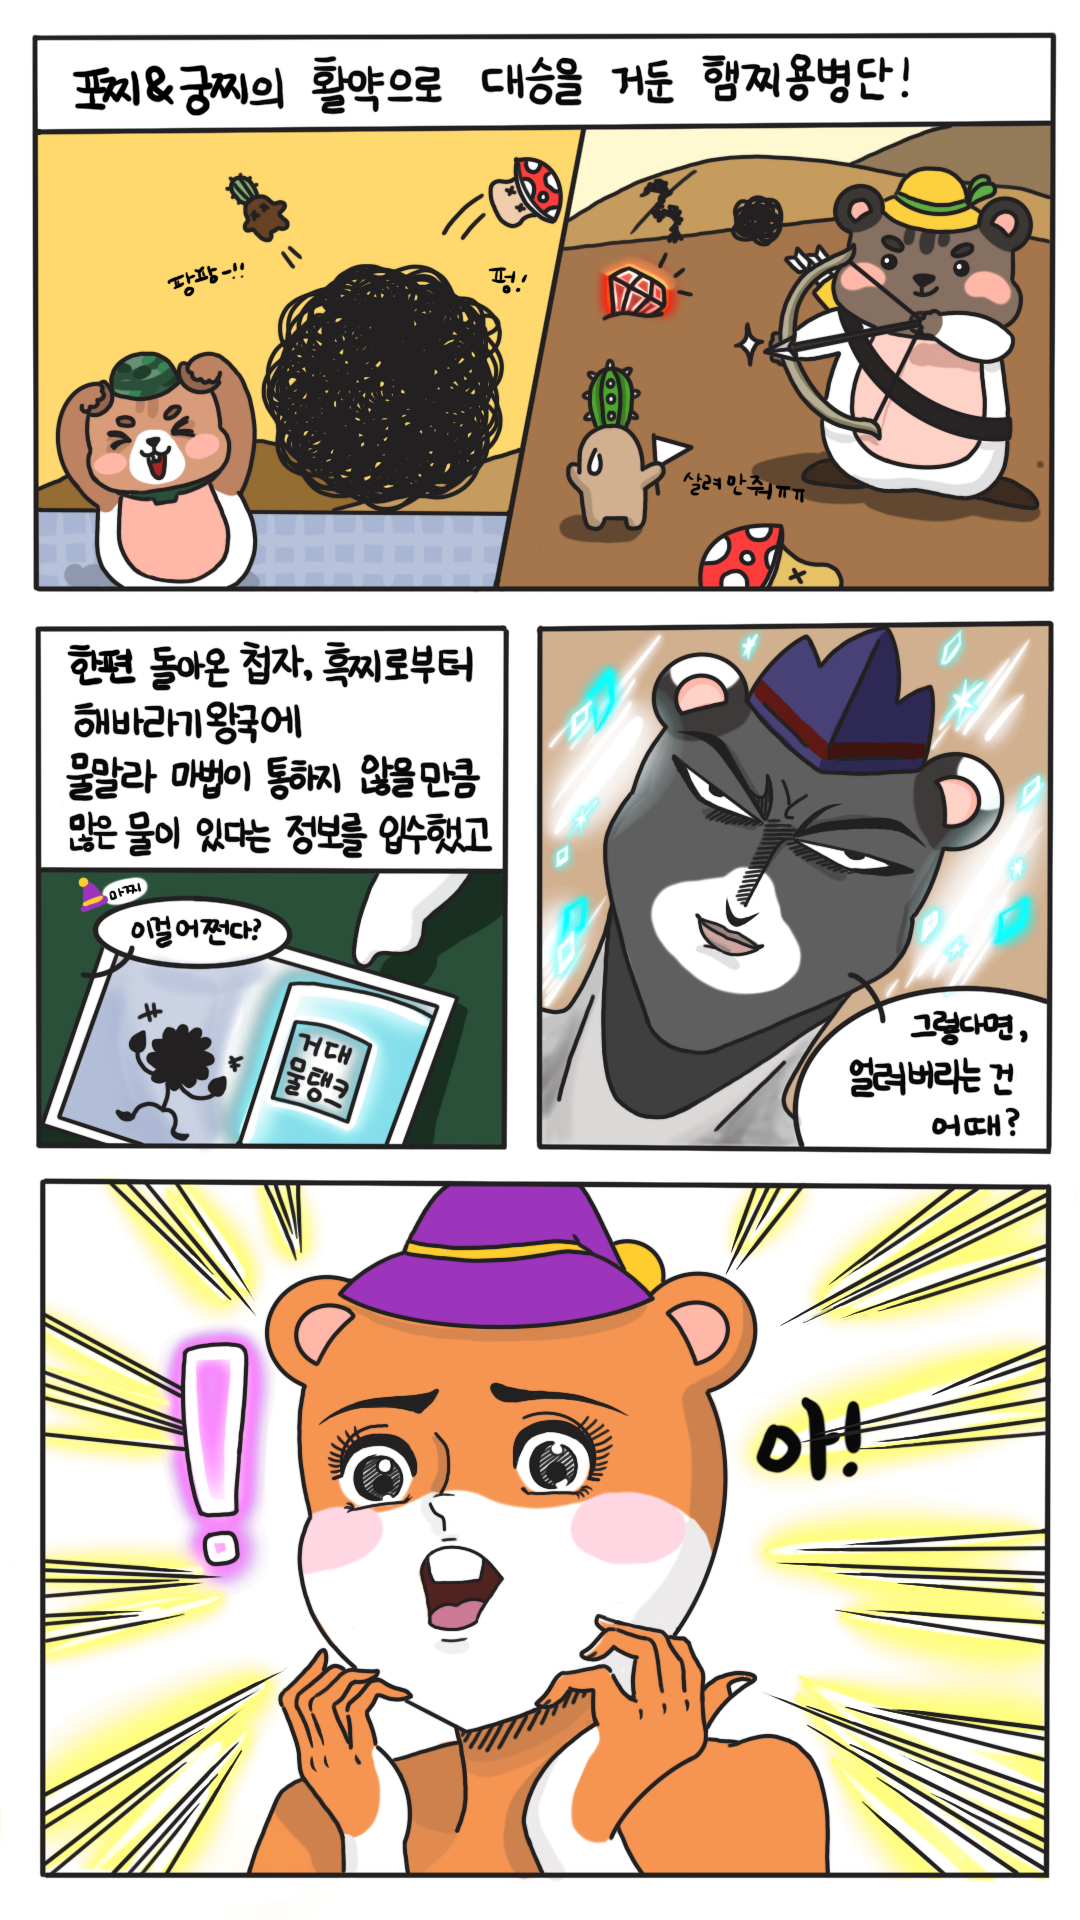 포찌&궁찌의 활약으로 대승을 거둔 햄찌용병단!
팡팡-!!
펑!
살려만줘ㅠㅠ
한편 돌아온 첩자, 흑찌로부터
해바라기왕국에
물말라 마법이 통하지 않을만큼
많은 물이 있다는 정보를 입수했고
마찌
이걸어쩐다?
거대
물탱크
그렇다면,
얼려버리는건
어때?
아!